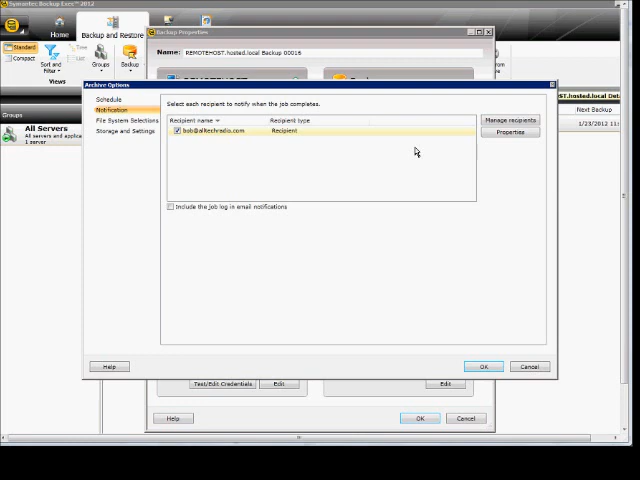 Symantec Backup Exec™ 2012
Home
Backup and Restore
Standard
Compact
Sort and Filter
Tree
List
Groups
Backup
Views
Backup Properties
Name: REMOTEHOST.hosted.local Backup 00016
Archive Options
Schedule
Notification
File System Selections
Storage and Settings
Select each recipient to notify when the job completes.
Recipient name
Recipient type
bob@alltechradio.com
Recipient
Manage recipients
Properties
Include the job log in email notifications
Help
OK
Cancel
Groups
All Servers
All servers and applica
1 server
Next Backup
1/23/2012 11
Test/Edit Credentials
Edit
Edit
Help
OK
Cancel